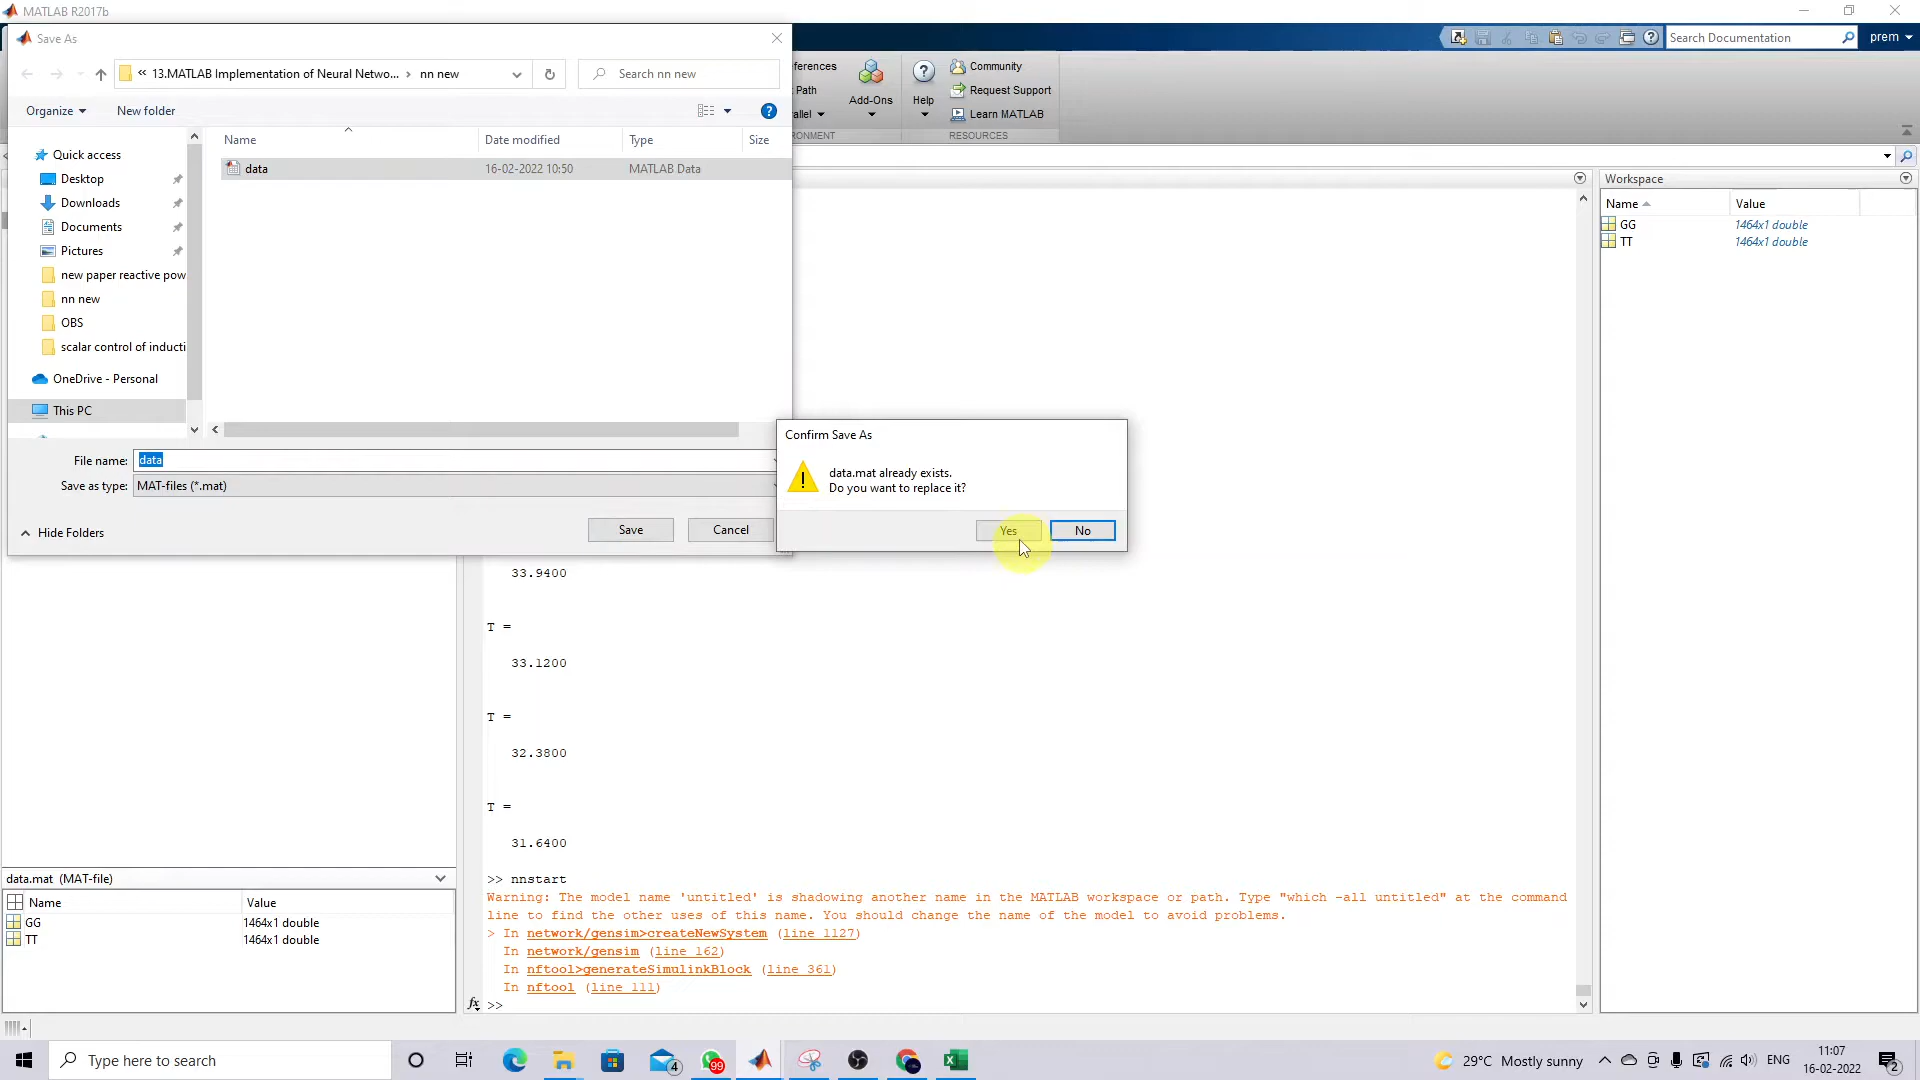 MATLAB R2017b
Save As
« 13.MATLAB Implementation of Neural Netwo... › nn new
Search nn new
Organize
New folder
Name
Date modified
Type
Size
data
16-02-2022 10:50
MATLAB Data
Quick access
Desktop
Downloads
Documents
Pictures
new paper reactive pow
nn new
OBS
scalar control of inducti
OneDrive - Personal
This PC
File name:
data
Save as type:
MAT-files (*.mat)
Hide Folders
Save
Cancel
Confirm Save As
data.mat already exists.
Do you want to replace it?
Yes
No
Search Documentation
prem
ferences
Path
allel
Add-Ons
Help
Community
Request Support
Learn MATLAB
ONMENT
RESOURCES
Workspace
Name
Value
GG
1464x1 double
TT
1464x1 double
33.9400
T =
33.1200
T =
32.3800
T =
31.6400
>> nnstart
Warning: The model name 'untitled' is shadowing another name in the MATLAB workspace or path. Type "which -all untitled" at the command
line to find the other uses of this name. You should change the name of the model to avoid problems.
> In network/gensim>createNewSystem (line 1127)
In network/gensim (line 162)
In nftool>generateSimulinkBlock (line 361)
In nftool (line 111)
fx >>
data.mat (MAT-file)
Name
Value
GG
1464x1 double
TT
1464x1 double
Type here to search
4
99
29°C Mostly sunny
ENG
11:07
16-02-2022
2